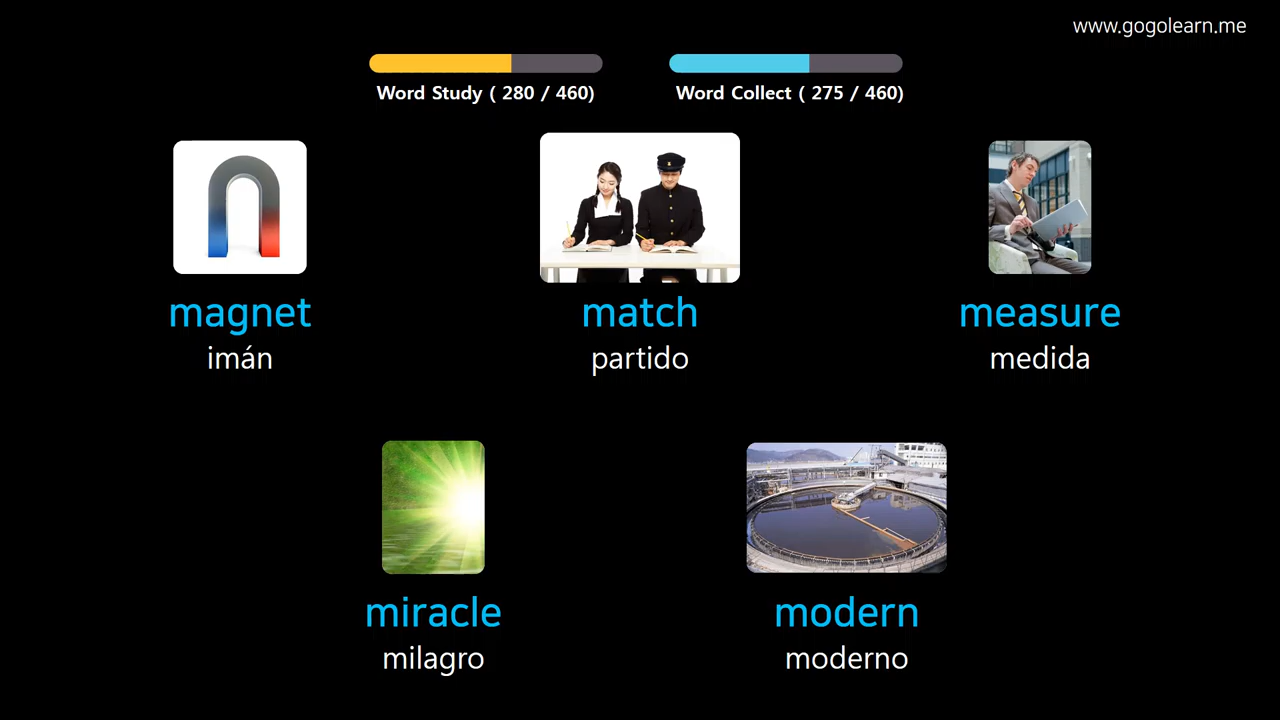 www.gogolearn.me
Word Study ( 280 / 460)
Word Collect ( 275 / 460)
magnet
imán
match
partido
measure
medida
miracle
milagro
modern
moderno